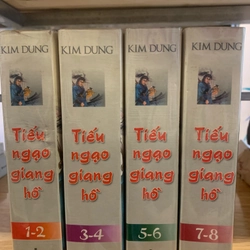 KIM DUNG
Tiếu
ngạo
giang
hồ
1-2
KIM DUNG
Tiếu
ngạo
giang
hồ
3-4
KIM DUNG
Tiếu
ngạo
giang
hồ
5-6
KIM DUNG
Tiếu
ngạo
giang
hồ
7-8